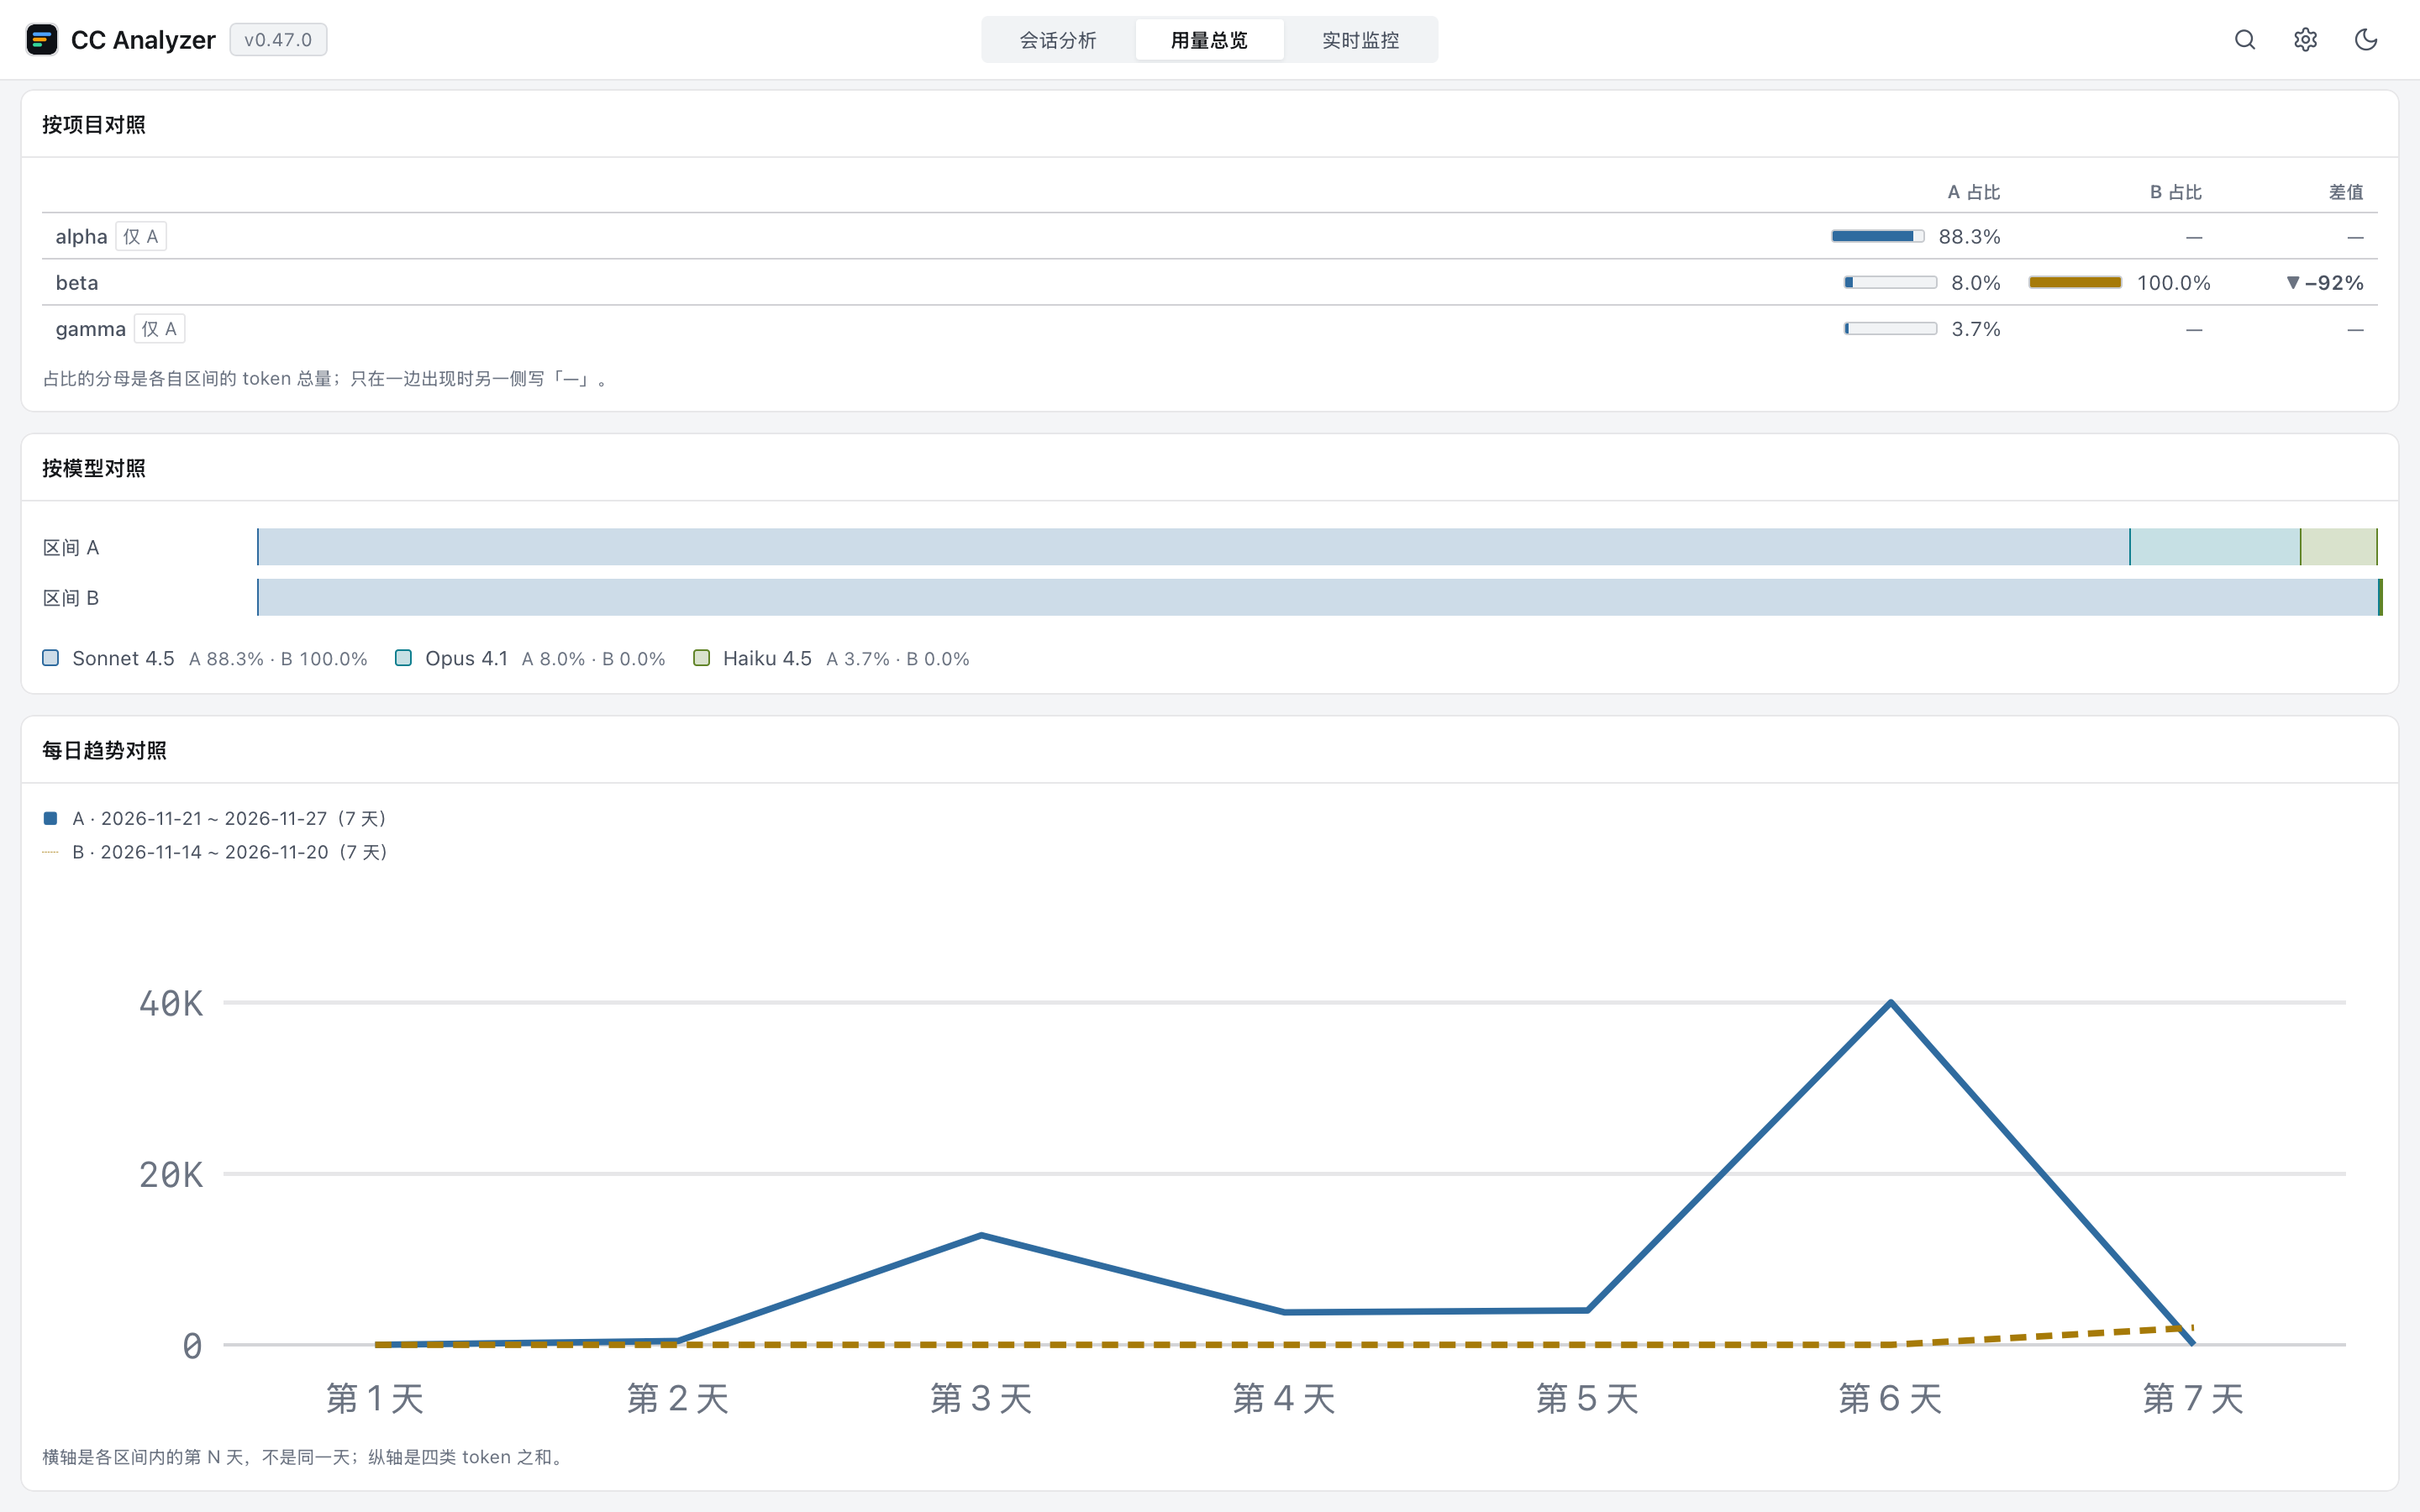 CC Analyzer v0.47.0 会话分析 用量总览 实时监控
按项目对照
A 占比 B 占比 差值
alpha 仅 A 88.3% — —
beta 8.0% 100.0% ▼−92%
gamma 仅 A 3.7% — —
占比的分母是各自区间的 token 总量；只在一边出现时另一侧写「—」。
按模型对照
区间 A
区间 B
Sonnet 4.5 A 88.3% · B 100.0% Opus 4.1 A 8.0% · B 0.0% Haiku 4.5 A 3.7% · B 0.0%
每日趋势对照
A · 2026-11-21 ~ 2026-11-27（7 天）
B · 2026-11-14 ~ 2026-11-20（7 天）
40K
20K
0
第 1 天 第 2 天 第 3 天 第 4 天 第 5 天 第 6 天 第 7 天
横轴是各区间内的第 N 天，不是同一天；纵轴是四类 token 之和。